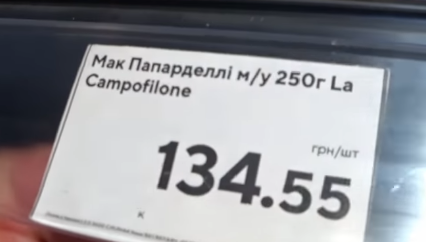 Мак Папарделлі м/у 250г La
Campofilone
грн/шт
134.55
к